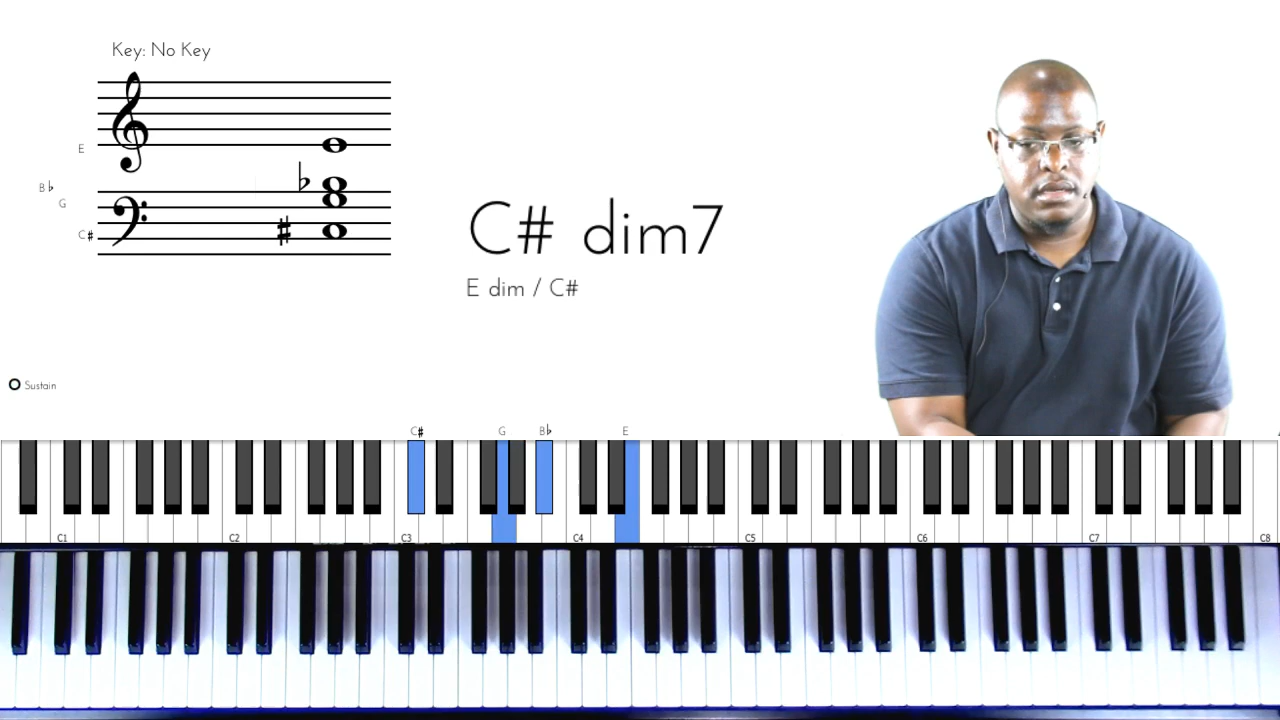 Key: No Key
E
B♭
G
C♯
C# dim7
E dim / C#
Sustain
C♯ G B♭ E
C1 C2 C3 C4 C5 C6 C7 C8